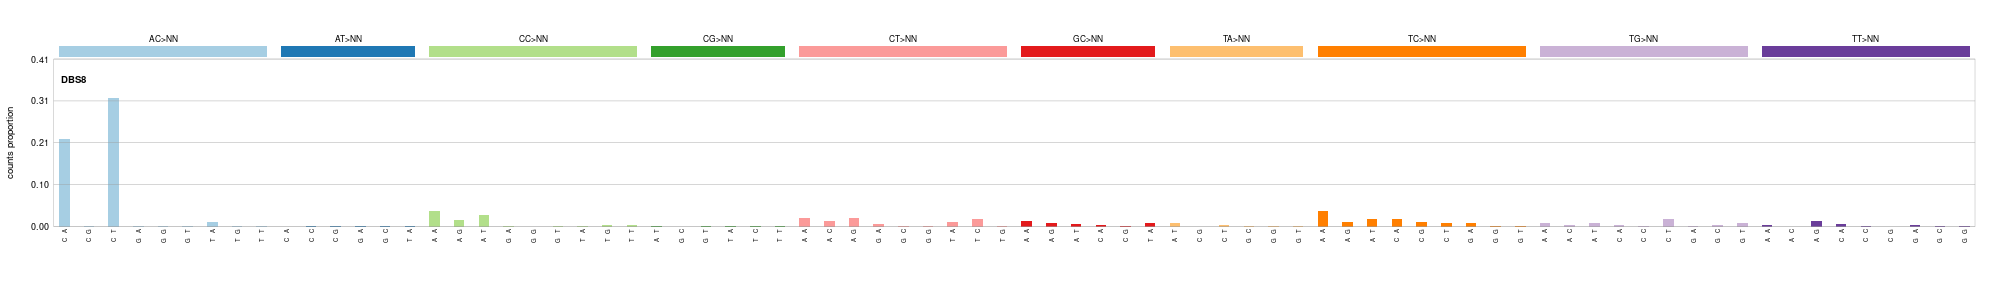 AC>NN AT>NN CC>NN CG>NN CT>NN GC>NN TA>NN TC>NN TG>NN TT>NN
0.41
DBS8
0.31
0.21
0.10
0.00
counts proportion
CA CG CT GA GG GT TA TG TT CA CC CG GA GC TA AA AG AT GA GG GT TA TG TT AT GC GT TA TC TT AA AC AG GA GC GG TA TC TG AA AG AT CA CG TA AT CG CT GC GG GT AA AG AT CA CG CT GA GG GT AA AC AT CA CC CT GA GC GT AA AC AG CA CC CG GA GC GG